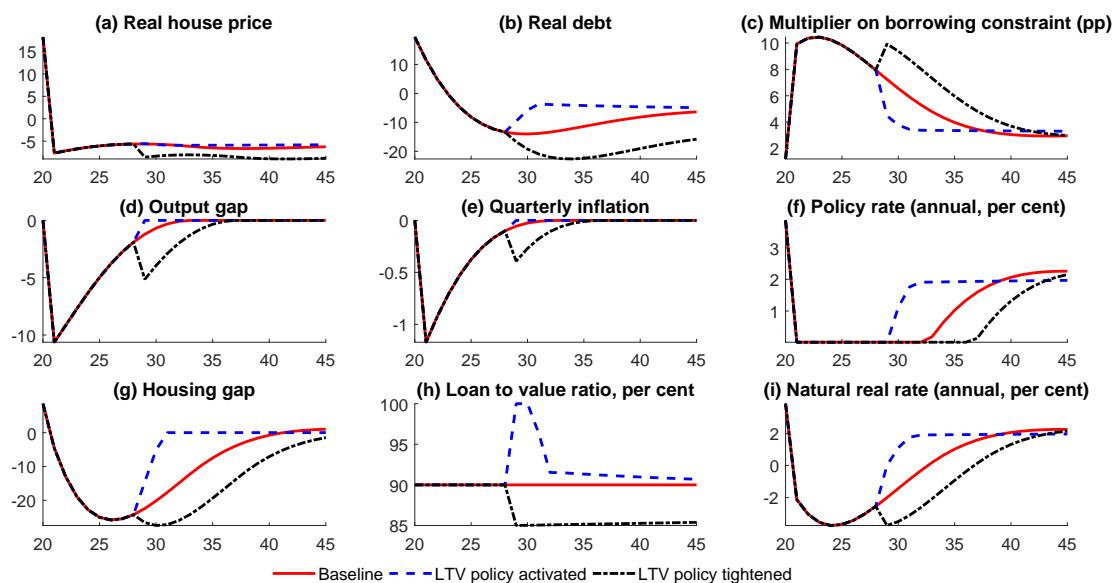 (a) Real house price
15
10
5
0
-5
20 25 30 35 40 45
(b) Real debt
10
0
-10
-20
20 25 30 35 40 45
(c) Multiplier on borrowing constraint (pp)
10
8
6
4
2
20 25 30 35 40 45
(d) Output gap
0
-5
-10
20 25 30 35 40 45
(e) Quarterly inflation
0
-0.5
-1
20 25 30 35 40 45
(f) Policy rate (annual, per cent)
3
2
1
20 25 30 35 40 45
(g) Housing gap
0
-10
-20
20 25 30 35 40 45
(h) Loan to value ratio, per cent
100
95
90
85
20 25 30 35 40 45
(i) Natural real rate (annual, per cent)
2
0
-2
20 25 30 35 40 45
Baseline LTV policy activated LTV policy tightened